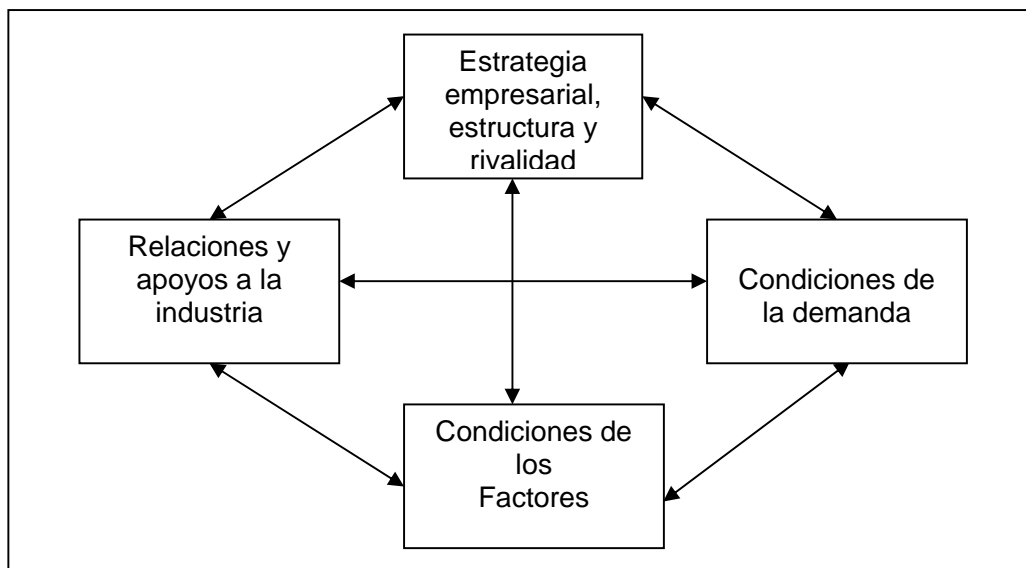 Estrategia
empresarial,
estructura y
rivalidad
Relaciones y
apoyos a la
industria
Condiciones de
la demanda
Condiciones de
los
Factores